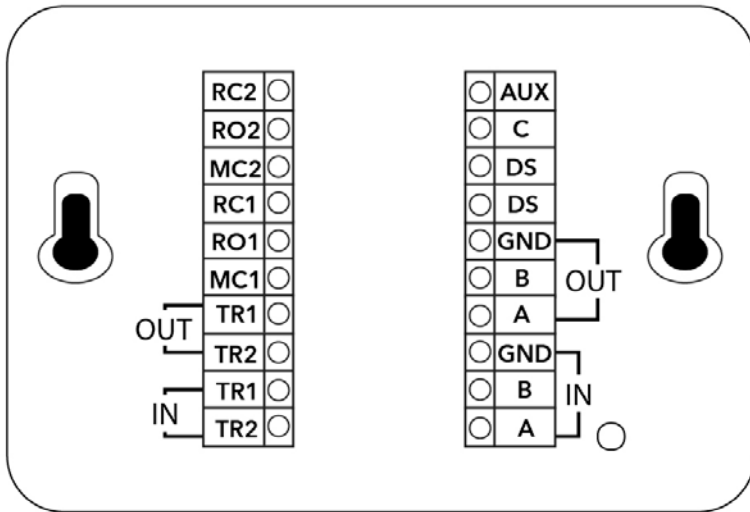 RC2
RO2
MC2
RC1
RO1
MC1
TR1
OUT
TR2
TR1
IN
TR2
AUX
C
DS
DS
GND
B
OUT
A
GND
B
IN
A